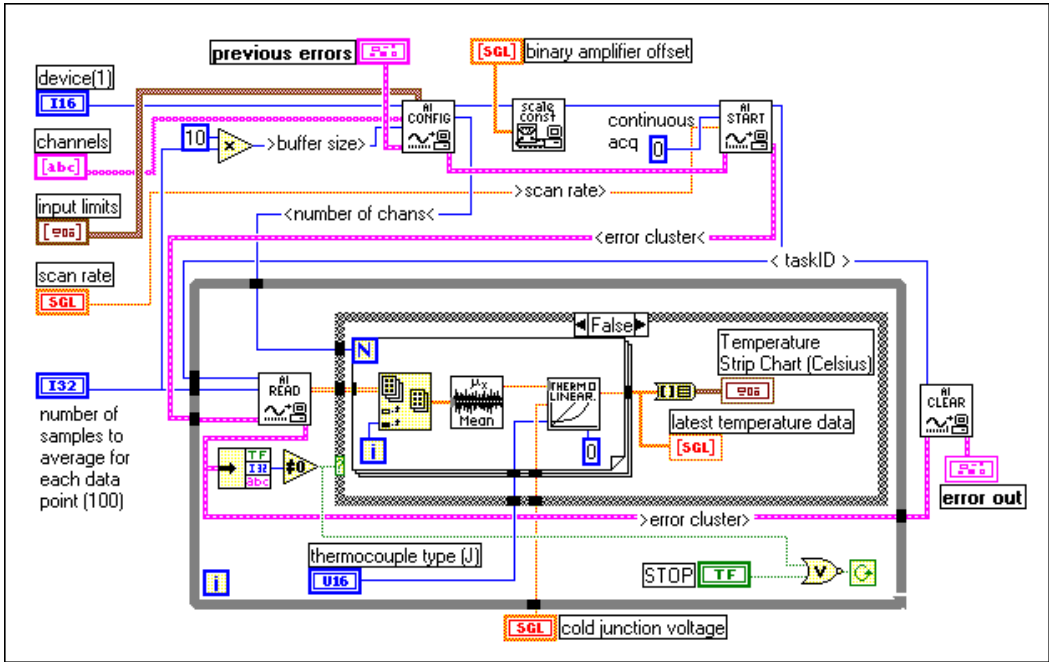 previous errors
[SGL] binary amplifier offset
device(1)
I16
AI CONFIG
scale const
AI START
channels
[abc]
10
x
>buffer size>
continuous acq
0
>scan rate>
input limits
<number of chans<
<error cluster<
scan rate
SGL
< taskID >
False
N
Temperature
Strip Chart (Celsius)
I32
AI READ
μx
Mean
THERMO LINEAR.
AI CLEAR
number of
samples to
average for
each data
point (100)
i
0
latest temperature data
[SGL]
TF
I32
abc
≠0
?
error out
>error cluster>
thermocouple type (J)
U16
STOP
TF
V
i
SGL
cold junction voltage